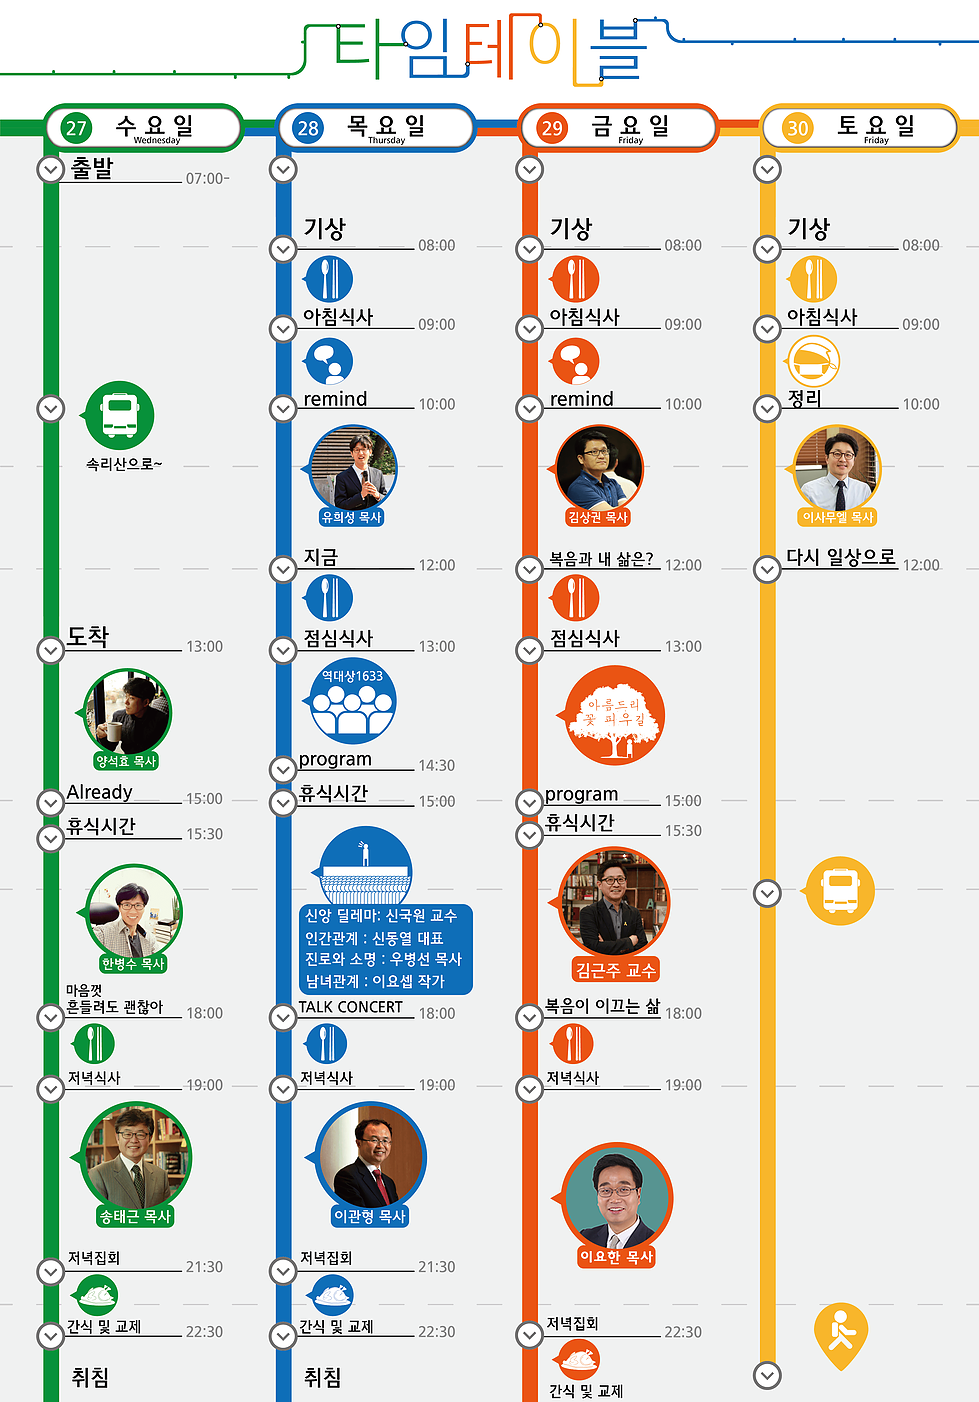 타임테이블
27 수요일
Wednesday
출발
07:00-
속리산으로~
도착
13:00
양석효 목사
Already
15:00
휴식시간
15:30
한병수 목사
마음껏
흔들려도 괜찮아
18:00
저녁식사
19:00
송태근 목사
저녁집회
21:30
간식 및 교제
22:30
취침
28 목요일
Thursday
기상
08:00
아침식사
09:00
remind
10:00
유희성 목사
지금
12:00
점심식사
13:00
역대상1633
program
14:30
휴식시간
15:00
신앙 딜레마: 신국원 교수
인간관계 : 신동열 대표
진로와 소명 : 우병선 목사
남녀관계 : 이요셉 작가
TALK CONCERT
18:00
저녁식사
19:00
이관형 목사
저녁집회
21:30
간식 및 교제
22:30
취침
29 금요일
Friday
기상
08:00
아침식사
09:00
remind
10:00
김상권 목사
복음과 내 삶은?
12:00
점심식사
13:00
아름드리
꽃 피우길
program
15:00
휴식시간
15:30
김근주 교수
복음이 이끄는 삶
18:00
저녁식사
19:00
이요한 목사
저녁집회
22:30
간식 및 교제
30 토요일
Friday
기상
08:00
아침식사
09:00
정리
10:00
이사무엘 목사
다시 일상으로
12:00